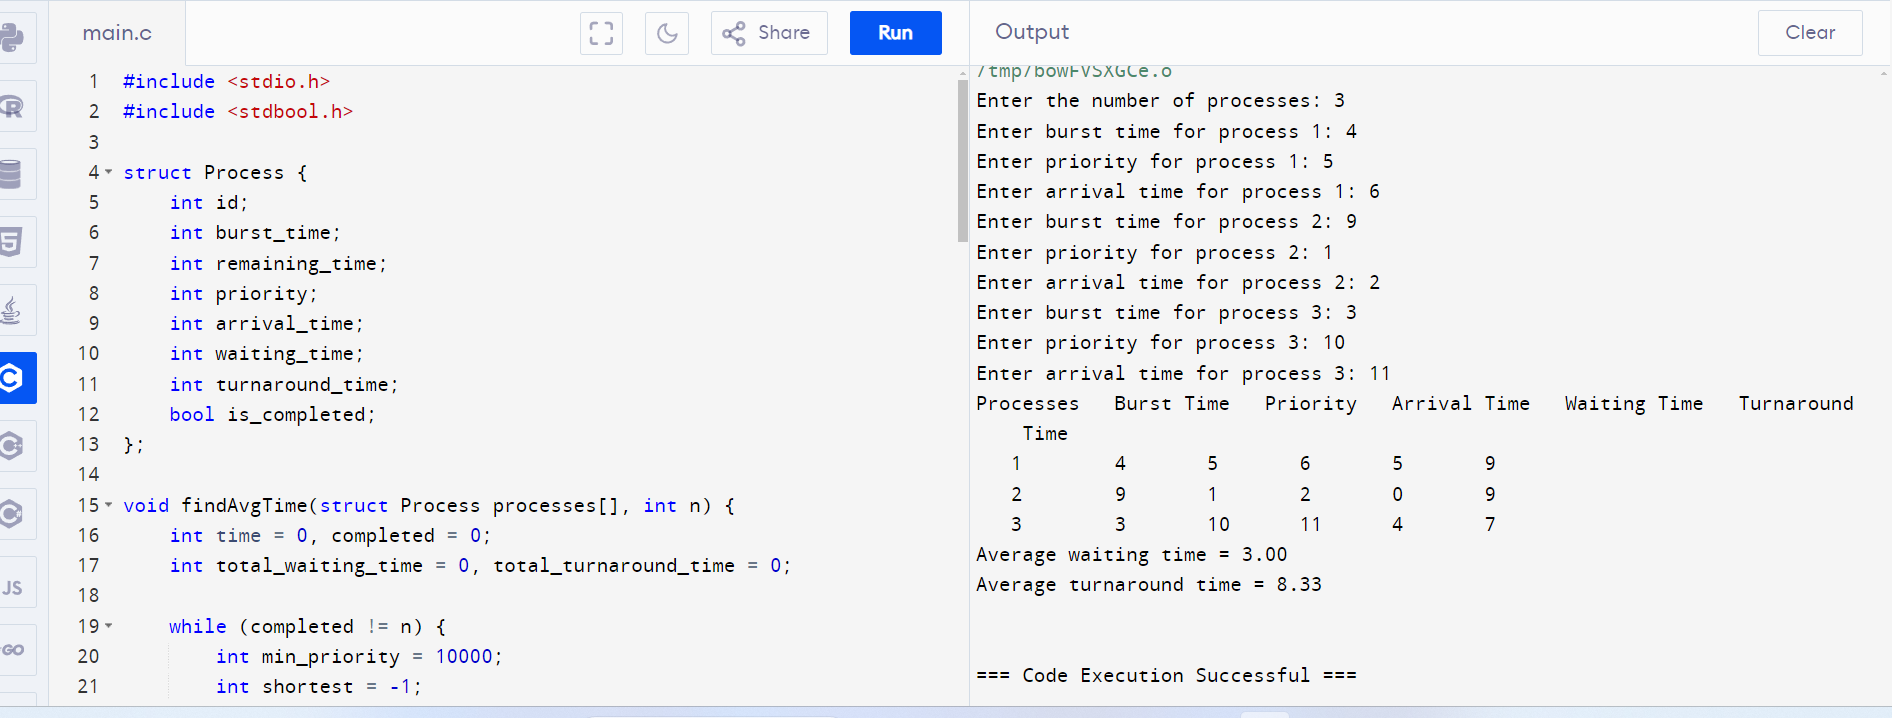 main.c
Share
Run
Output
Clear
1 #include <stdio.h>
2 #include <stdbool.h>
3
4 struct Process {
5 int id;
6 int burst_time;
7 int remaining_time;
8 int priority;
9 int arrival_time;
10 int waiting_time;
11 int turnaround_time;
12 bool is_completed;
13 };
14
15 void findAvgTime(struct Process processes[], int n) {
16 int time = 0, completed = 0;
17 int total_waiting_time = 0, total_turnaround_time = 0;
18
19 while (completed != n) {
20 int min_priority = 10000;
21 int shortest = -1;
/tmp/bowFVSXGCe.o
Enter the number of processes: 3
Enter burst time for process 1: 4
Enter priority for process 1: 5
Enter arrival time for process 1: 6
Enter burst time for process 2: 9
Enter priority for process 2: 1
Enter arrival time for process 2: 2
Enter burst time for process 3: 3
Enter priority for process 3: 10
Enter arrival time for process 3: 11
Processes Burst Time Priority Arrival Time Waiting Time Turnaround
Time
1 4 5 6 5 9
2 9 1 2 0 9
3 3 10 11 4 7
Average waiting time = 3.00
Average turnaround time = 8.33
=== Code Execution Successful ===
R
5
C
C
C
JS
GO